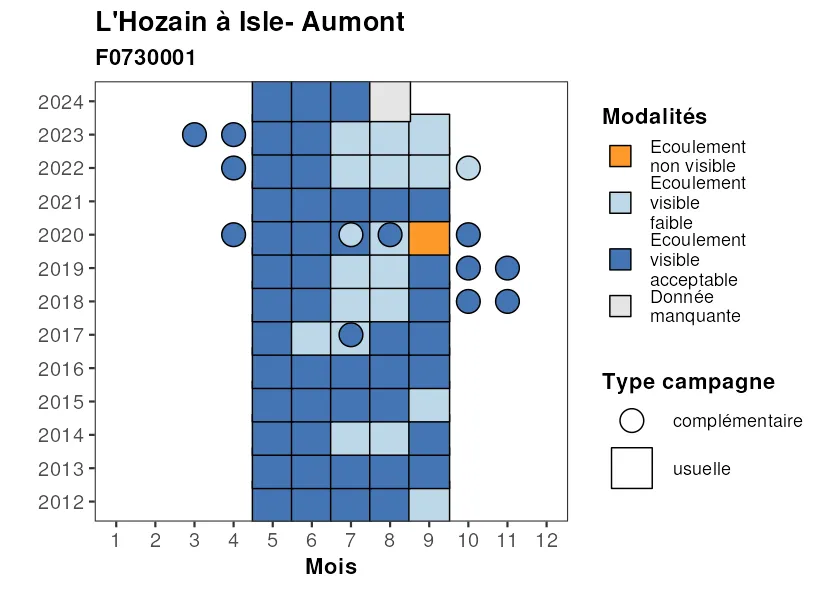 L'Hozain à Isle- Aumont
F0730001
2024
2023
2022
2021
2020
2019
2018
2017
2016
2015
2014
2013
2012
1 2 3 4 5 6 7 8 9 10 11 12
Mois
Modalités
Ecoulement
non visible
Ecoulement
visible
faible
Ecoulement
visible
acceptable
Donnée
manquante
Type campagne
complémentaire
usuelle